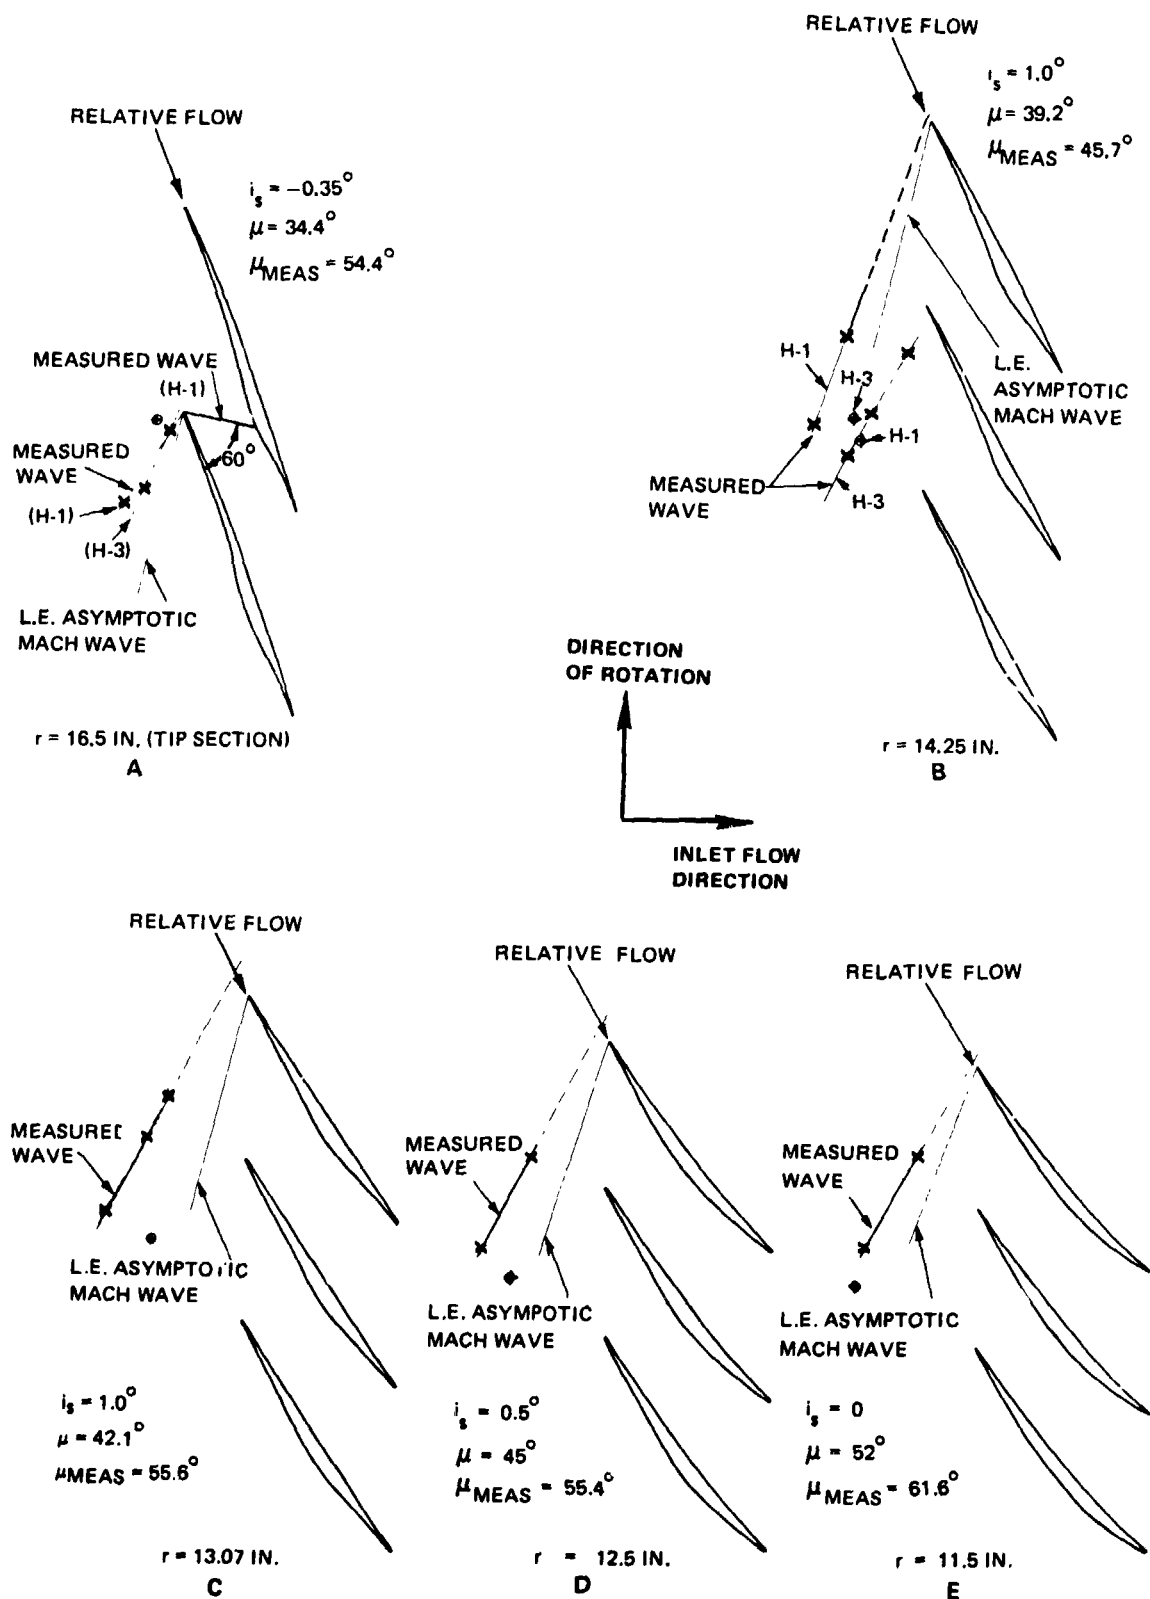 RELATIVE FLOW
i_s = −0.35°
μ = 34.4°
μMEAS = 54.4°
MEASURED WAVE
(H-1)
60°
MEASURED
WAVE
(H-1)
(H-3)
L.E. ASYMPTOTIC
MACH WAVE
r = 16.5 IN. (TIP SECTION)
A
RELATIVE FLOW
i_s = 1.0°
μ = 39.2°
μMEAS = 45.7°
H-1
H-3
L.E.
ASYMPTOTIC
MACH WAVE
H-1
MEASURED
WAVE
H-3
r = 14.25 IN.
B
DIRECTION
OF ROTATION
INLET FLOW
DIRECTION
RELATIVE FLOW
MEASURED
WAVE
L.E. ASYMPTOTIC
MACH WAVE
i_s = 1.0°
μ = 42.1°
μMEAS = 55.6°
r = 13.07 IN.
C
RELATIVE FLOW
MEASURED
WAVE
L.E. ASYMPOTIC
MACH WAVE
i_s = 0.5°
μ = 45°
μMEAS = 55.4°
r = 12.5 IN.
D
RELATIVE FLOW
MEASURED
WAVE
L.E. ASYMPTOTIC
MACH WAVE
i_s = 0
μ = 52°
μMEAS = 61.6°
r = 11.5 IN.
E